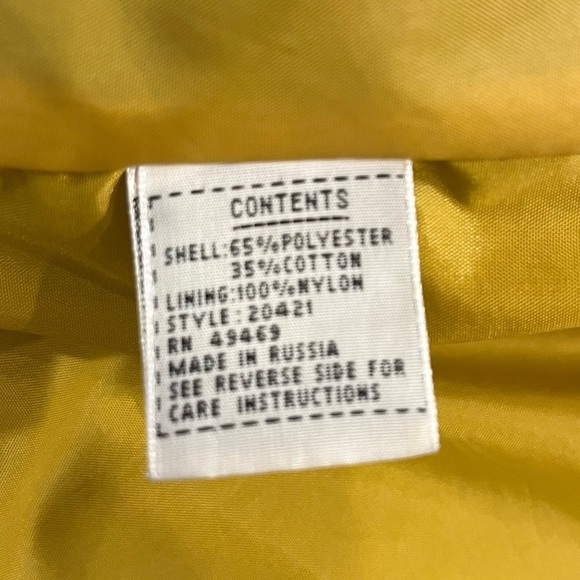 CONTENTS
SHELL:65%POLYESTER
35%COTTON
LINING:100%NYLON
STYLE:20421
RN 49469
MADE IN RUSSIA
SEE REVERSE SIDE FOR
CARE INSTRUCTIONS